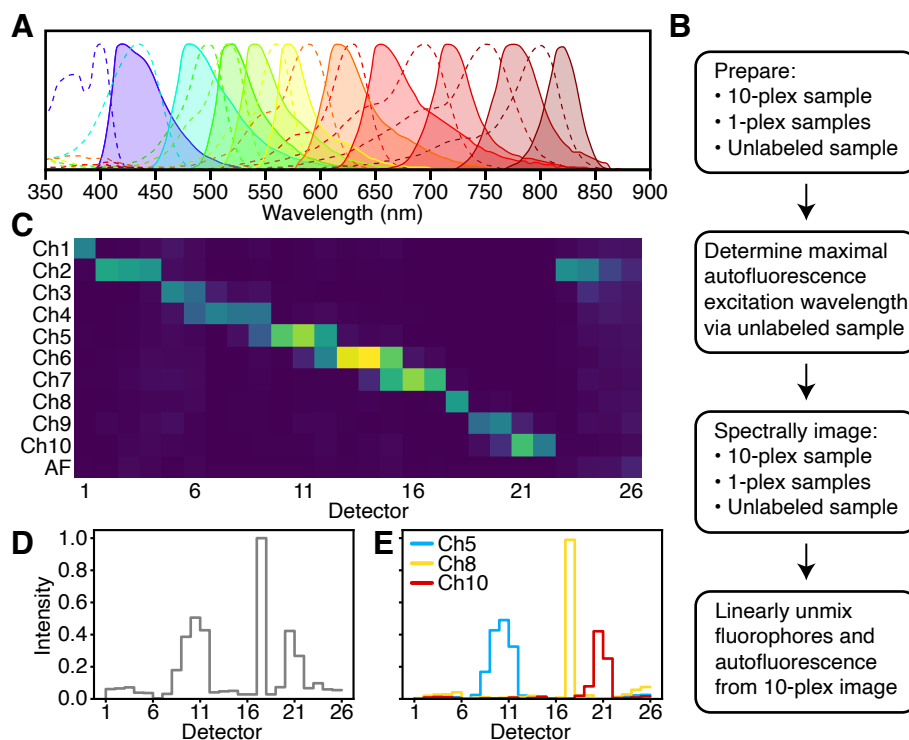 A
350 400 450 500 550 600 650 700 750 800 850 900
Wavelength (nm)
B
Prepare:
• 10-plex sample
• 1-plex samples
• Unlabeled sample
Determine maximal
autofluorescence
excitation wavelength
via unlabeled sample
Spectrally image:
• 10-plex sample
• 1-plex samples
• Unlabeled sample
Linearly unmix
fluorophores and
autofluorescence
from 10-plex image
C
Ch1
Ch2
Ch3
Ch4
Ch5
Ch6
Ch7
Ch8
Ch9
Ch10
AF
1 6 11 16 21 26
Detector
D
Intensity
1.0
0.8
0.6
0.4
0.2
0.0
1 6 11 16 21 26
Detector
E
Ch5
Ch8
Ch10
1 6 11 16 21 26
Detector